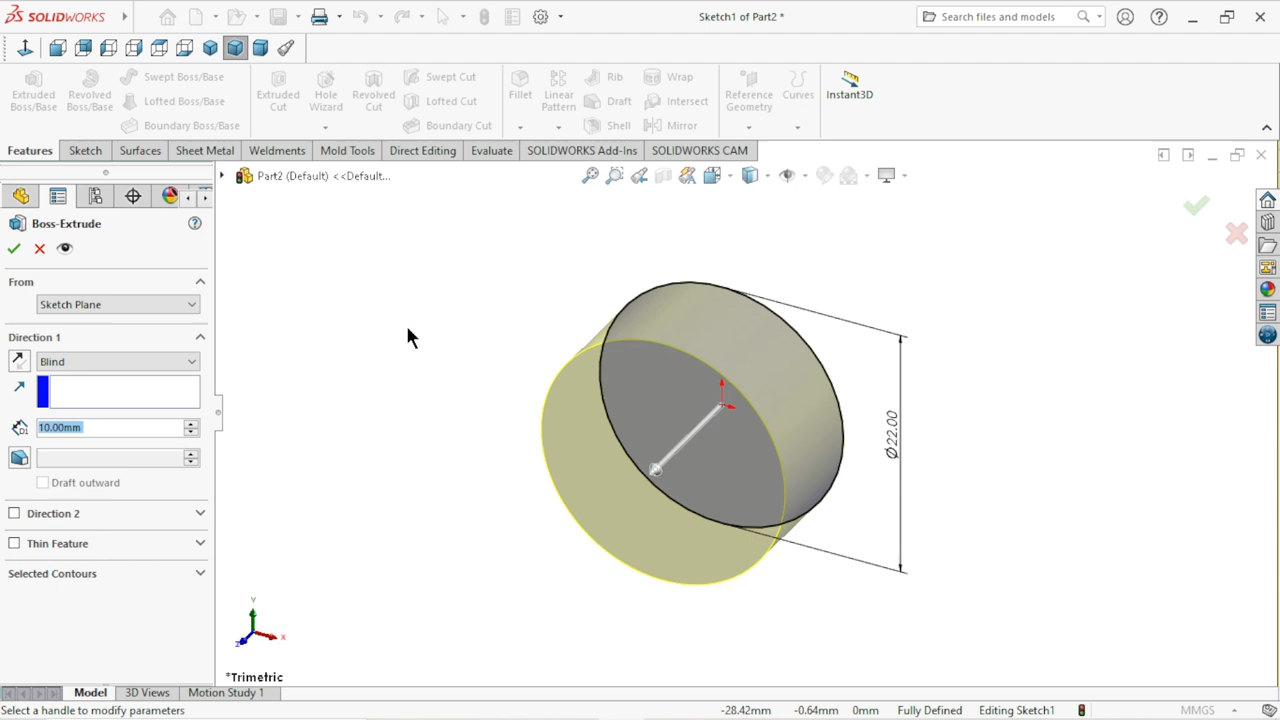 SOLIDWORKS
Sketch1 of Part2 *
Search files and models
Extruded Boss/Base
Revolved Boss/Base
Swept Boss/Base
Lofted Boss/Base
Boundary Boss/Base
Extruded Cut
Hole Wizard
Revolved Cut
Swept Cut
Lofted Cut
Boundary Cut
Fillet
Linear Pattern
Rib
Draft
Shell
Wrap
Intersect
Mirror
Reference Geometry
Curves
Instant3D
Features
Sketch
Surfaces
Sheet Metal
Weldments
Mold Tools
Direct Editing
Evaluate
SOLIDWORKS Add-Ins
SOLIDWORKS CAM
Part2 (Default) <<Default...
Boss-Extrude
From
Sketch Plane
Direction 1
Blind
10.00mm
Draft outward
Direction 2
Thin Feature
Selected Contours
Ø22.00
Y
X
Z
*Trimetric
Model
3D Views
Motion Study 1
Select a handle to modify parameters
-28.42mm
-0.64mm
0mm
Fully Defined
Editing Sketch1
MMGS